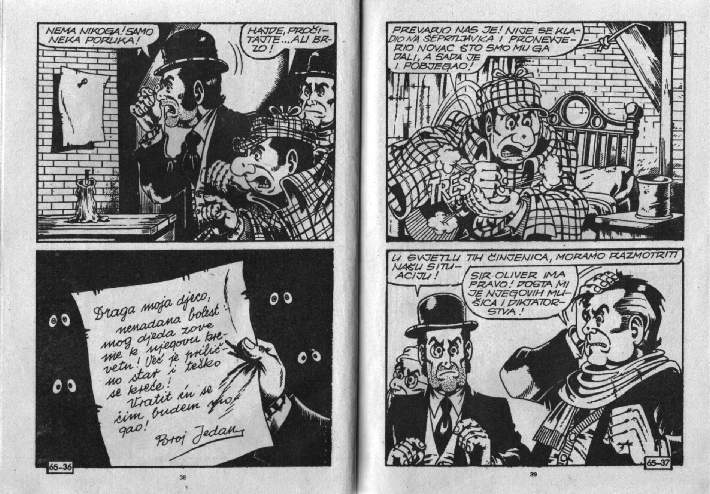 NEMA NIKOGA! SAMO
NEKA PORUKA!
HAJDE, PROČI-
TAJTE...ALI BR-
ZO!
Draga moja djeco,
nenadana bolest
mog djeda zove
me k njegovu kre-
vetu! Već je prilič-
no star i teško
se kreće!
Vratit ću se
čim budem mo-
gao!
Broj Jedan
65-36
38
PREVARIO NAS JE! NIJE SE KLA-
DIO NA ŠEPRTLJAVKA I PRONEVJE-
RIO NOVAC ŠTO SMO MU GA
DALI, A SADA JE
I POBJEGAO!
TRES
U SVJETLU TIH ČINJENICA, MORAMO RAZMOTRITI
NAŠU SITU-
ACIJU!
SIR OLIVER IMA
PRAVO! DOSTA MI
JE NJEGOVIH MU-
ŠICA I DIKTATOR-
STVA!
39
65-37